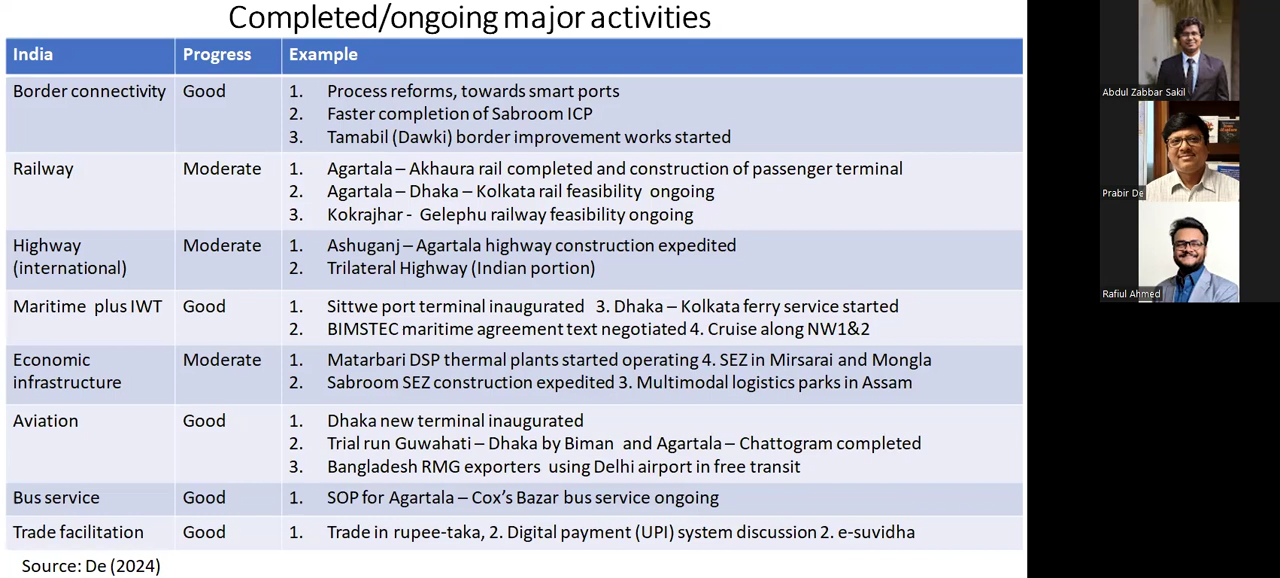 Completed/ongoing major activities
India Progress Example
Border connectivity Good 1. Process reforms, towards smart ports
2. Faster completion of Sabroom ICP
3. Tamabil (Dawki) border improvement works started
Railway Moderate 1. Agartala – Akhaura rail completed and construction of passenger terminal
2. Agartala – Dhaka – Kolkata rail feasibility ongoing
3. Kokrajhar - Gelephu railway feasibility ongoing
Highway Moderate 1. Ashuganj – Agartala highway construction expedited
(international) 2. Trilateral Highway (Indian portion)
Maritime plus IWT Good 1. Sittwe port terminal inaugurated 3. Dhaka – Kolkata ferry service started
2. BIMSTEC maritime agreement text negotiated 4. Cruise along NW1&2
Economic Moderate 1. Matarbari DSP thermal plants started operating 4. SEZ in Mirsarai and Mongla
infrastructure 2. Sabroom SEZ construction expedited 3. Multimodal logistics parks in Assam
Aviation Good 1. Dhaka new terminal inaugurated
2. Trial run Guwahati – Dhaka by Biman and Agartala – Chattogram completed
3. Bangladesh RMG exporters using Delhi airport in free transit
Bus service Good 1. SOP for Agartala – Cox's Bazar bus service ongoing
Trade facilitation Good 1. Trade in rupee-taka, 2. Digital payment (UPI) system discussion 2. e-suvidha
Source: De (2024)
Abdul Zabbar Sakil
Prabir De
Rafiul Ahmed